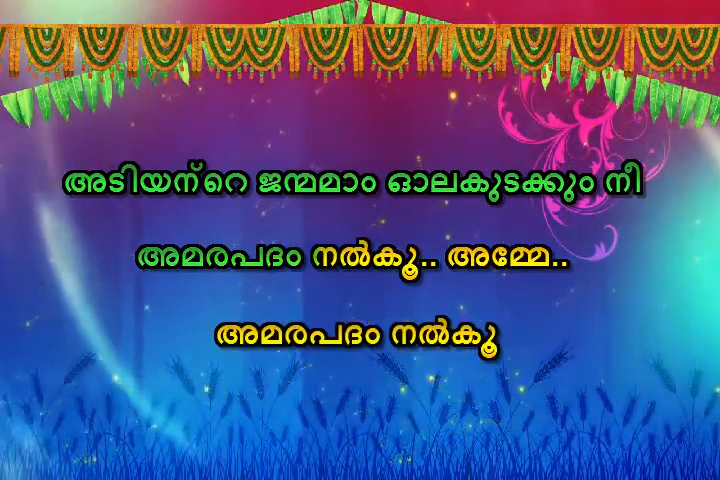 അടിയന്റെ ജന്മമാം ഓലകുടക്കും നീ
അമരപദം നൽകൂ.. അമ്മേ..
അമരപദം നൽകൂ